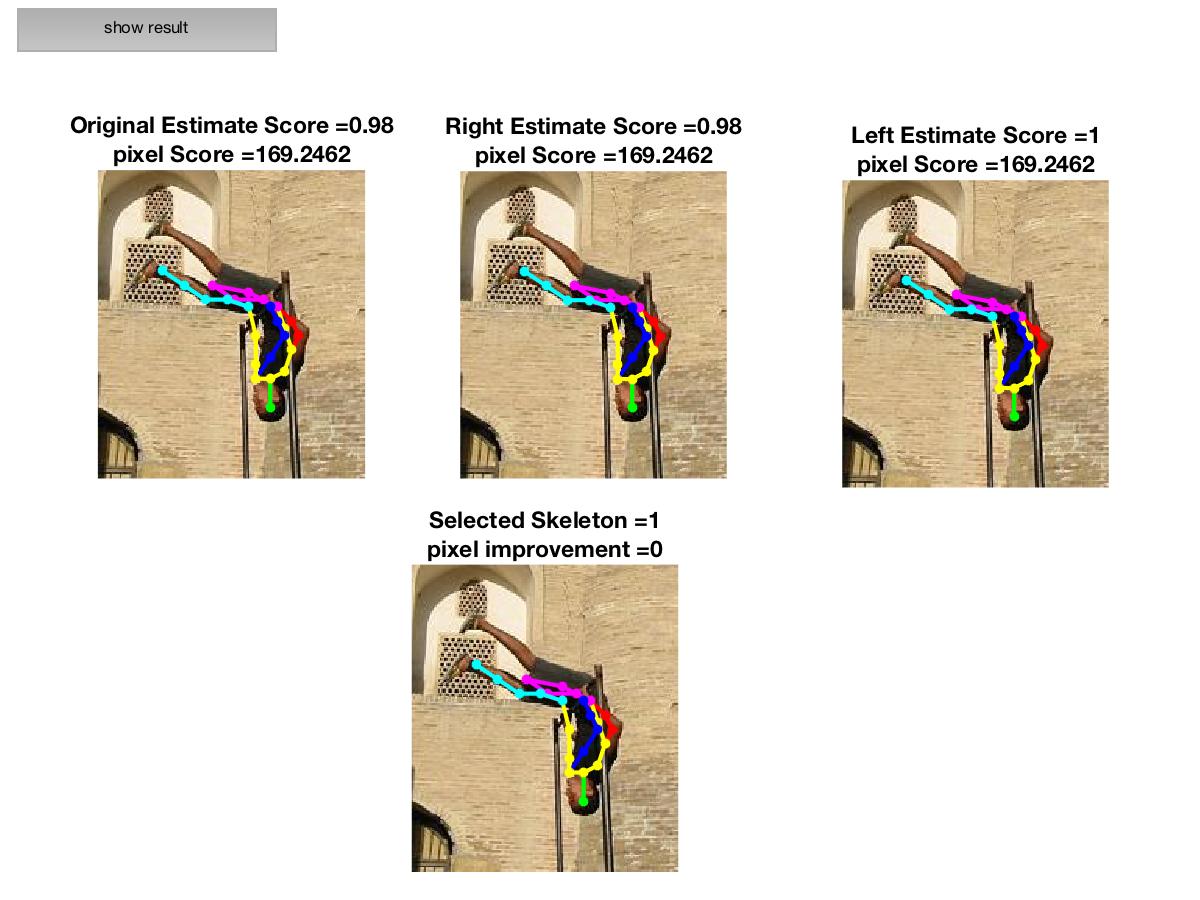 show result
Original Estimate Score =0.98
pixel Score =169.2462
Right Estimate Score =0.98
pixel Score =169.2462
Left Estimate Score =1
pixel Score =169.2462
Selected Skeleton =1
pixel improvement =0